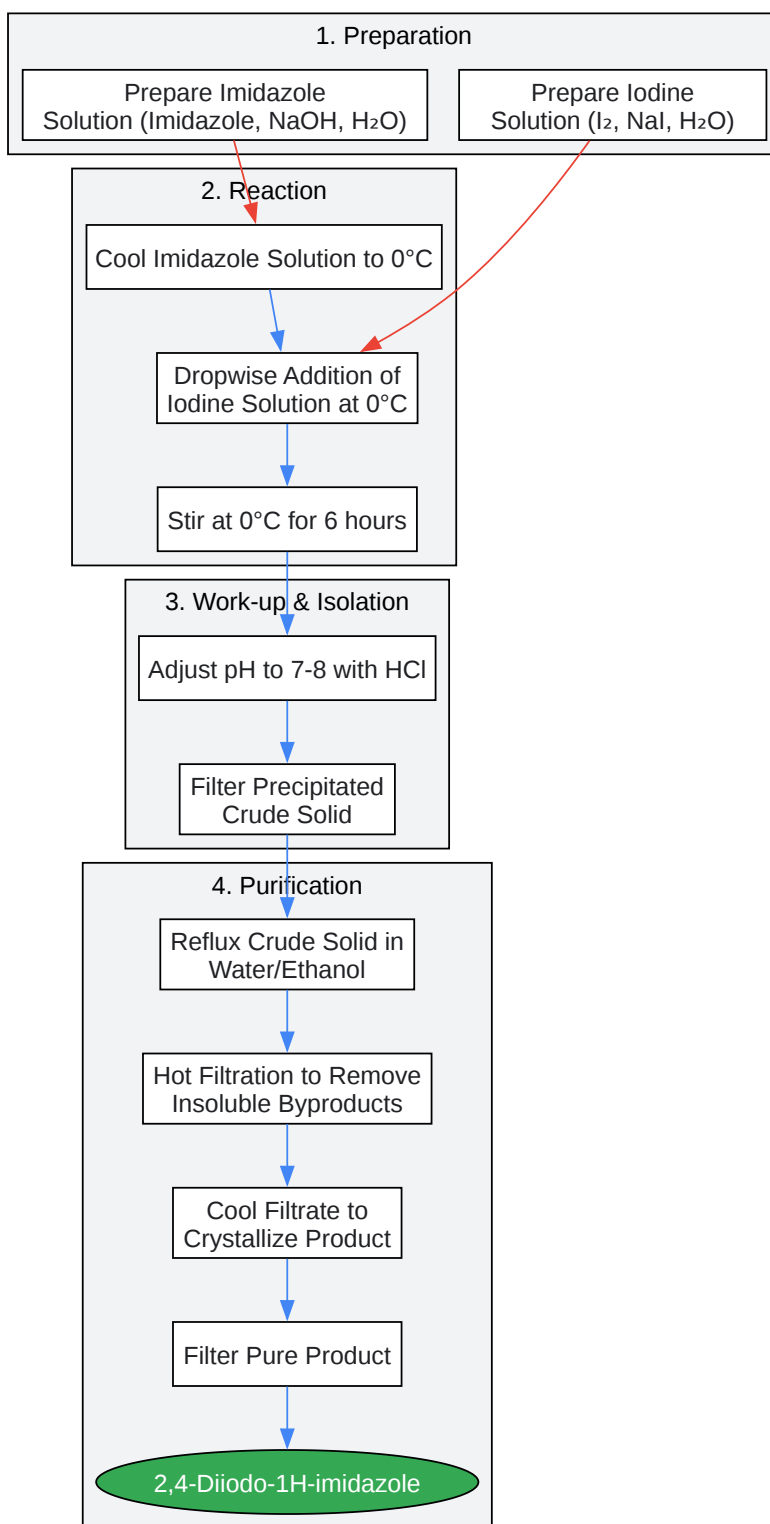 1. Preparation
Prepare Imidazole
Solution (Imidazole, NaOH, H₂O)
Prepare Iodine
Solution (I₂, NaI, H₂O)
2. Reaction
Cool Imidazole Solution to 0°C
Dropwise Addition of
Iodine Solution at 0°C
Stir at 0°C for 6 hours
3. Work-up & Isolation
Adjust pH to 7-8 with HCl
Filter Precipitated
Crude Solid
4. Purification
Reflux Crude Solid in
Water/Ethanol
Hot Filtration to Remove
Insoluble Byproducts
Cool Filtrate to
Crystallize Product
Filter Pure Product
2,4-Diiodo-1H-imidazole